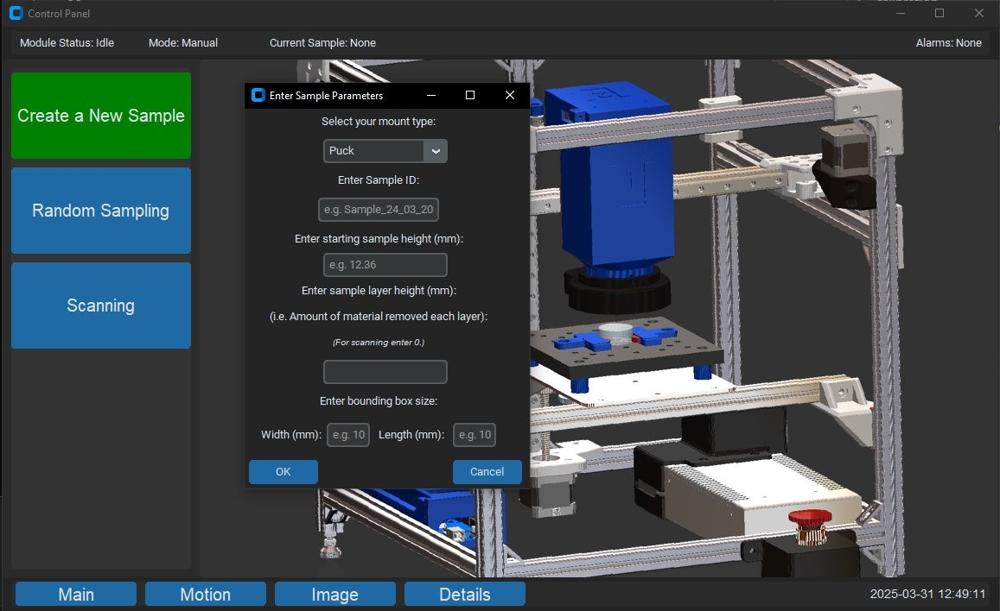 Control Panel
Module Status: Idle
Mode: Manual
Current Sample: None
Alarms: None
Create a New Sample
Random Sampling
Scanning
Enter Sample Parameters
Select your mount type:
Puck
Enter Sample ID:
e.g. Sample_24_03_20
Enter starting sample height (mm):
e.g. 12.36
Enter sample layer height (mm):
(i.e. Amount of material removed each layer):
(For scanning enter 0.)
Enter bounding box size:
Width (mm): e.g. 10 Length (mm): e.g. 10
OK
Cancel
Main
Motion
Image
Details
2025-03-31 12:49:11